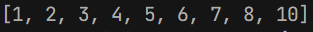 [1, 2, 3, 4, 5, 6, 7, 8, 10]